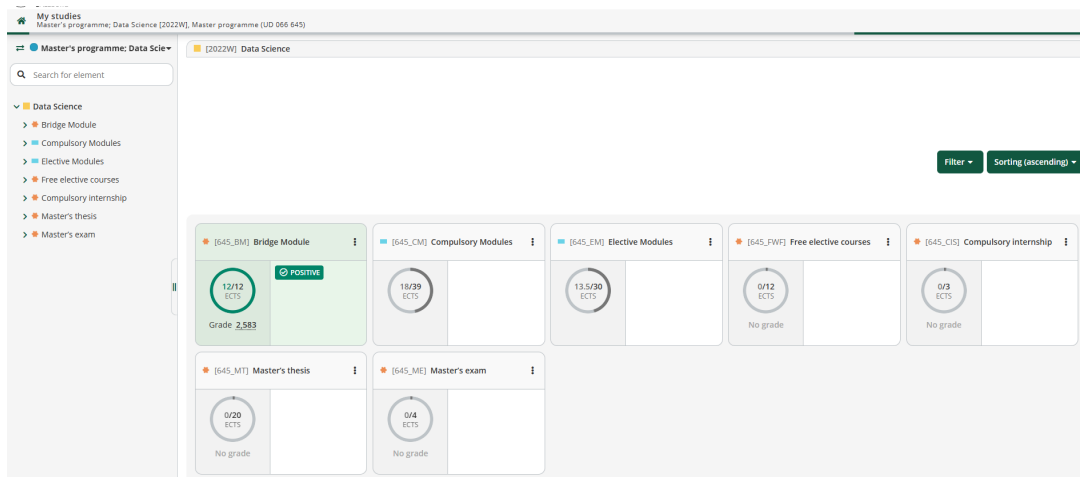 My studies
Master's programme; Data Science [2022W], Master programme (UD 066 645)
Master's programme; Data Scie
[2022W] Data Science
Search for element
Data Science
Bridge Module
Compulsory Modules
Elective Modules
Free elective courses
Compulsory internship
Master's thesis
Master's exam
Filter
Sorting (ascending)
[645_BM] Bridge Module
12/12
ECTS
POSITIVE
Grade 2,583
[645_CM] Compulsory Modules
18/39
ECTS
[645_EM] Elective Modules
13.5/30
ECTS
[645_FWF] Free elective courses
0/12
ECTS
No grade
[645_CIS] Compulsory internship
0/3
ECTS
No grade
[645_MT] Master's thesis
0/20
ECTS
No grade
[645_ME] Master's exam
0/4
ECTS
No grade